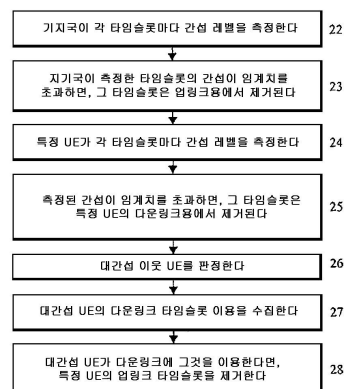 기지국이 각 타임슬롯마다 간섭 레벨을 측정한다
22
지기국이 측정한 타임슬롯의 간섭이 임계치를
초과하면, 그 타임슬롯은 업링크용에서 제거된다
23
특정 UE가 각 타임슬롯마다 간섭 레벨을 측정한다
24
측정된 간섭이 임계치를 초과하면, 그 타임슬롯은
특정 UE의 다운링크용에서 제거된다
25
대간섭 이웃 UE를 판정한다
26
대간섭 UE의 다운링크 타임슬롯 이용을 수집한다
27
대간섭 UE가 다운링크에 그것을 이용한다면,
특정 UE의 업링크 타임슬롯을 제거한다
28